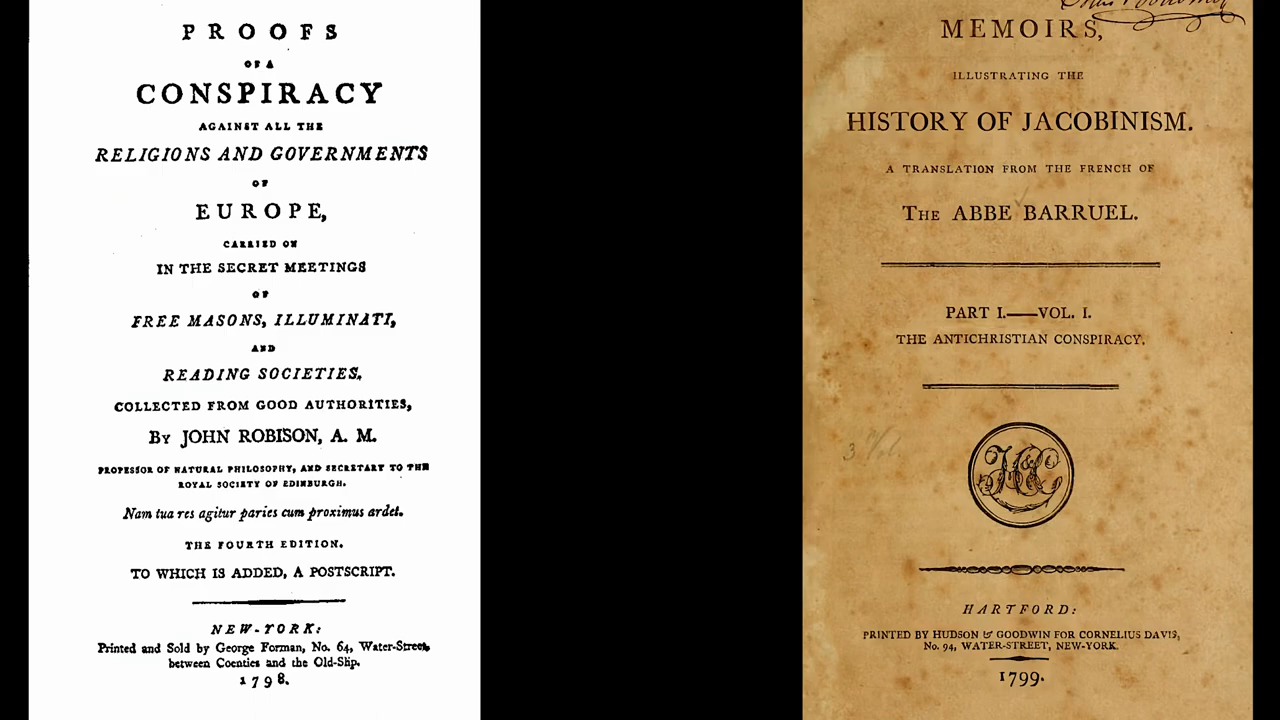 PROOFS
OF A
CONSPIRACY
AGAINST ALL THE
RELIGIONS AND GOVERNMENTS
OF
EUROPE,
CARRIED ON
IN THE SECRET MEETINGS
OF
FREE MASONS, ILLUMINATI,
AND
READING SOCIETIES,
COLLECTED FROM GOOD AUTHORITIES,
By JOHN ROBISON, A. M.
PROFESSOR OF NATURAL PHILOSOPHY, AND SECRETARY TO THE
ROYAL SOCIETY OF EDINBURGH.
Nam tua res agitur paries cum proximus ardet.
THE FOURTH EDITION.
TO WHICH IS ADDED, A POSTSCRIPT.
NEW-YORK:
Printed and Sold by George Forman, No. 64, Water-Street,
between Coenties and the Old-Slip.
1798.
MEMOIRS,
ILLUSTRATING THE
HISTORY OF JACOBINISM.
A TRANSLATION FROM THE FRENCH OF
The ABBE BARRUEL.
PART I.——VOL. I.
THE ANTICHRISTIAN CONSPIRACY.
3 Vol.
HARTFORD:
PRINTED BY HUDSON & GOODWIN FOR CORNELIUS DAVIS,
No. 94, WATER-STREET, NEW-YORK.
1799.